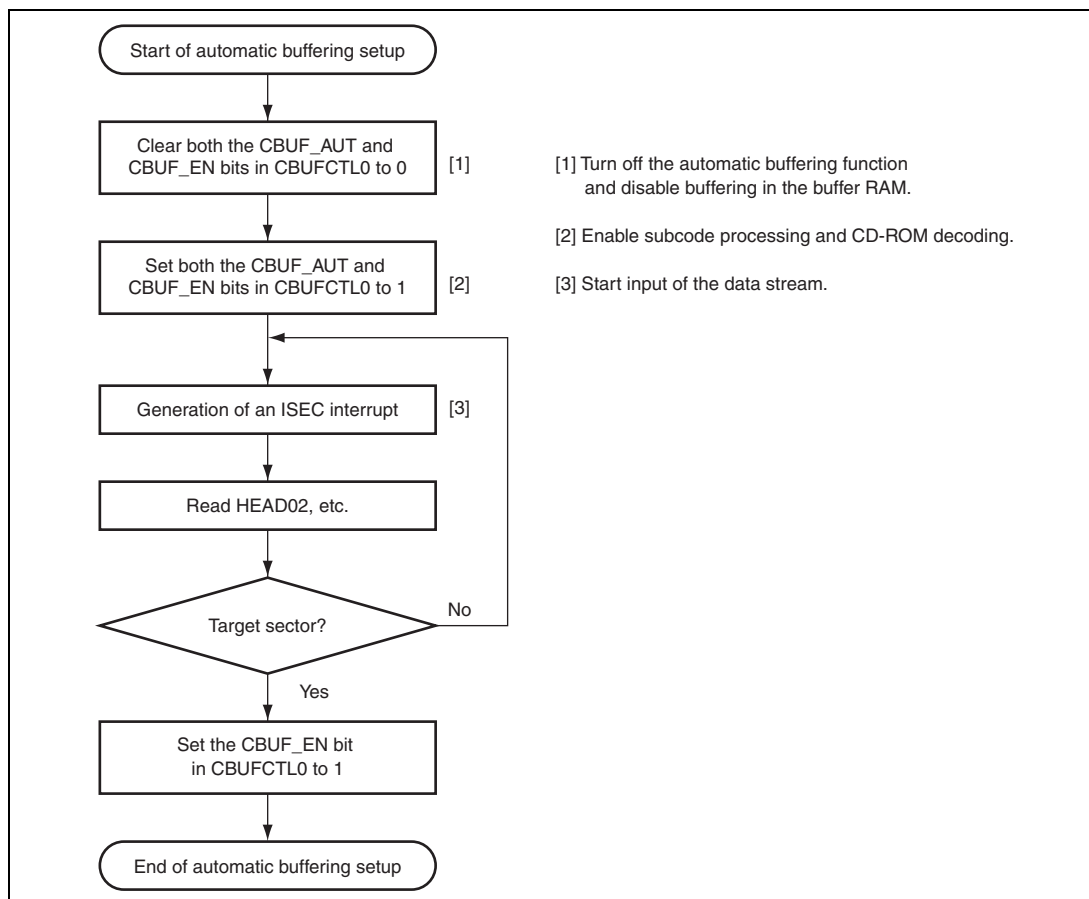 Start of automatic buffering setup
Clear both the CBUF_AUT and
CBUF_EN bits in CBUFCTL0 to 0
[1]
[1] Turn off the automatic buffering function
and disable buffering in the buffer RAM.
[2] Enable subcode processing and CD-ROM decoding.
Set both the CBUF_AUT and
CBUF_EN bits in CBUFCTL0 to 1
[2]
[3] Start input of the data stream.
Generation of an ISEC interrupt
[3]
Read HEAD02, etc.
Target sector?
No
Yes
Set the CBUF_EN bit
in CBUFCTL0 to 1
End of automatic buffering setup